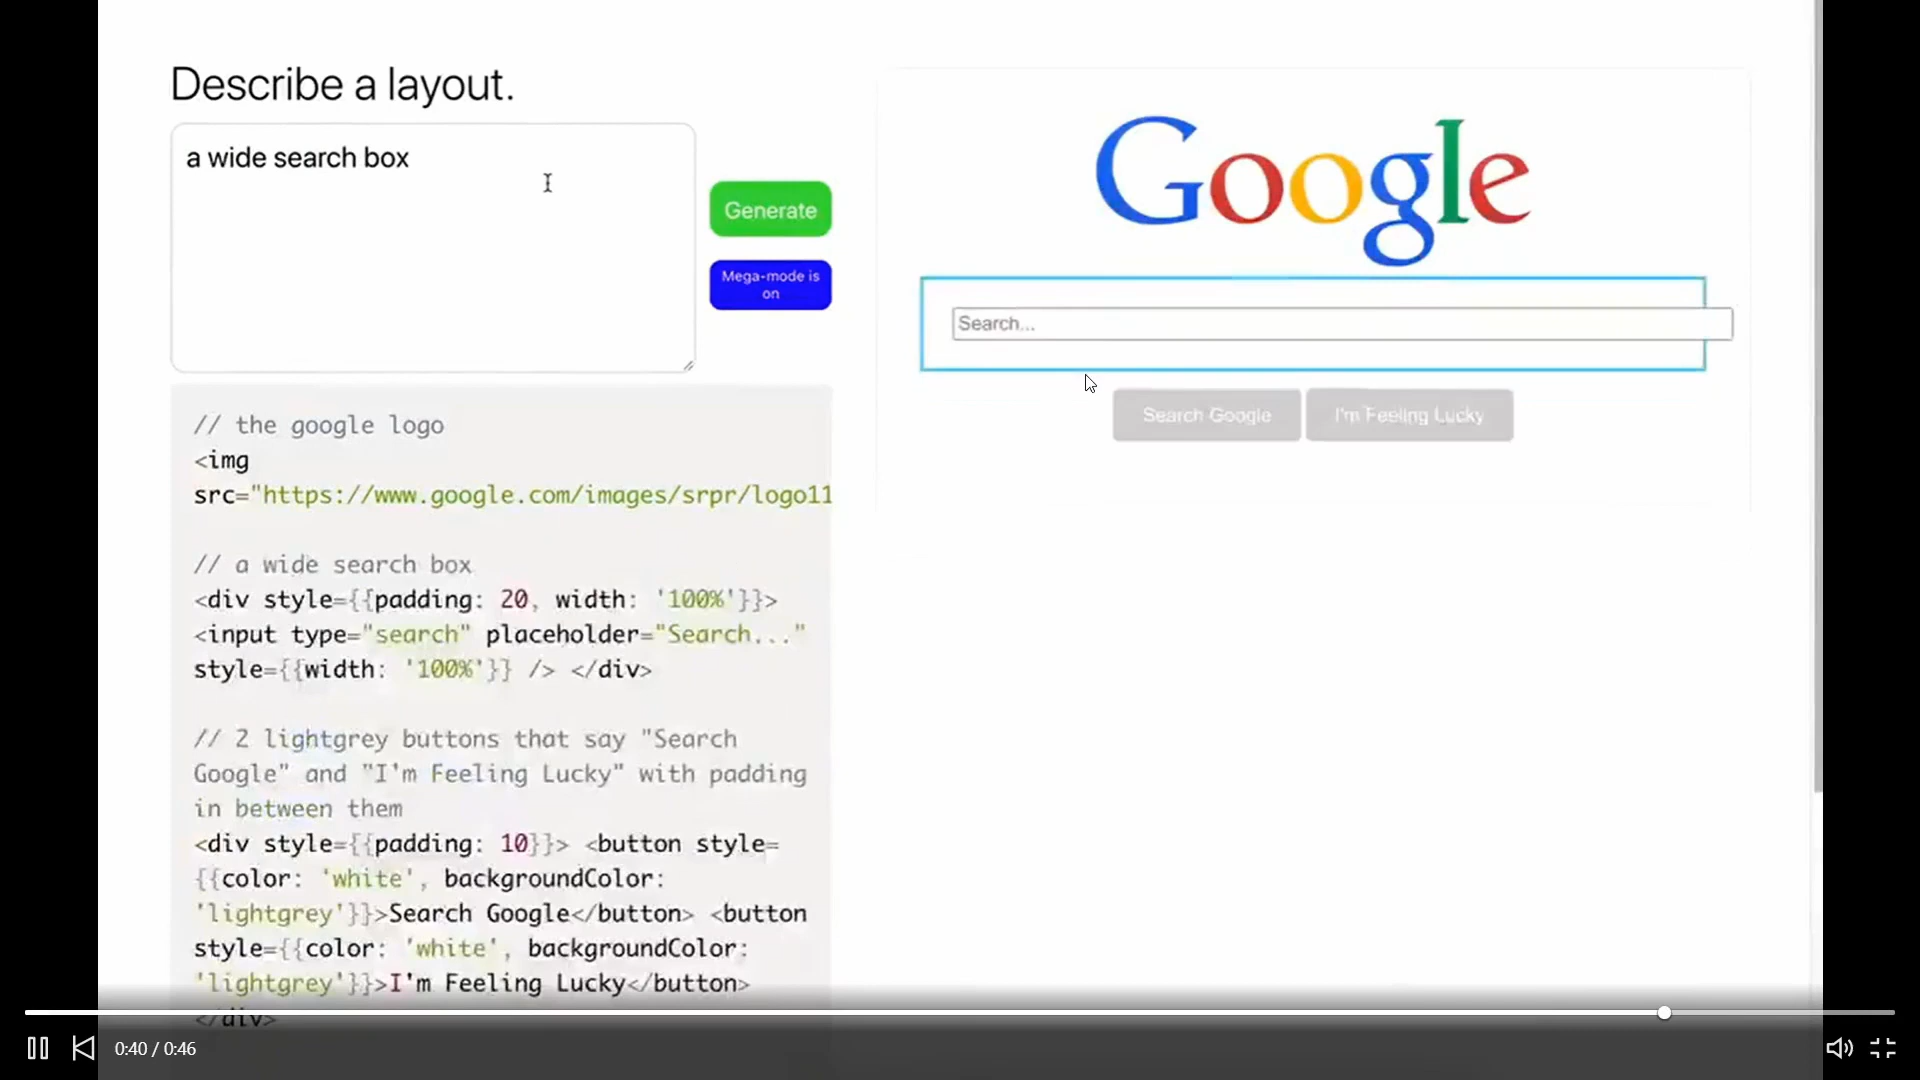 Describe a layout.
a wide search box
Generate
Mega-mode is
on
// the google logo
<img
src="https://www.google.com/images/srpr/logo11
// a wide search box
<div style={{padding: 20, width: '100%'}}>
<input type="search" placeholder="Search..."
style={{width: '100%'}} /> </div>
// 2 lightgrey buttons that say "Search
Google" and "I'm Feeling Lucky" with padding
in between them
<div style={{padding: 10}}> <button style=
{{color: 'white', backgroundColor:
'lightgrey'}}>Search Google</button> <button
style={{color: 'white', backgroundColor:
'lightgrey'}}>I'm Feeling Lucky</button>
</div>
Google
Search...
Search Google
I'm Feeling Lucky
0:40 / 0:46